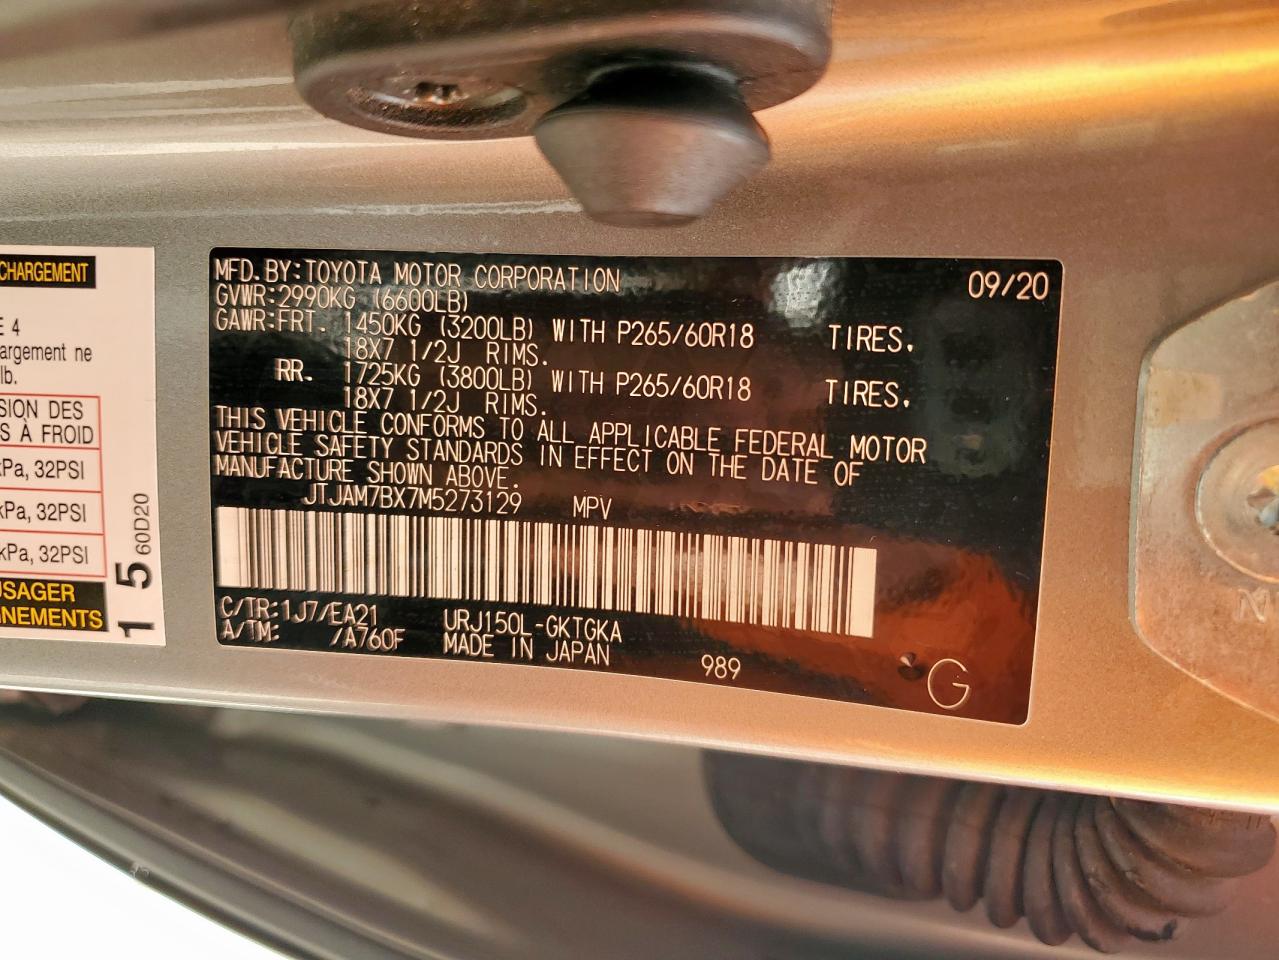 CHARGEMENT
E 4
argement ne
lb.
SION DES
S À FROID
kPa, 32PSI
kPa, 32PSI
kPa, 32PSI
USAGER
NNEMENTS
1 5 60D20
MFD.BY:TOYOTA MOTOR CORPORATION 09/20
GVWR:2990KG (6600LB)
GAWR:FRT. 1450KG (3200LB) WITH P265/60R18 TIRES.
18X7 1/2J RIMS.
RR. 1725KG (3800LB) WITH P265/60R18 TIRES.
18X7 1/2J RIMS.
THIS VEHICLE CONFORMS TO ALL APPLICABLE FEDERAL MOTOR
VEHICLE SAFETY STANDARDS IN EFFECT ON THE DATE OF
MANUFACTURE SHOWN ABOVE.
JTJAM7BX7M5273129 MPV
C/TR:1J7/EA21 URJ150L-GKTGKA
A/TM: /A760F MADE IN JAPAN 989 G